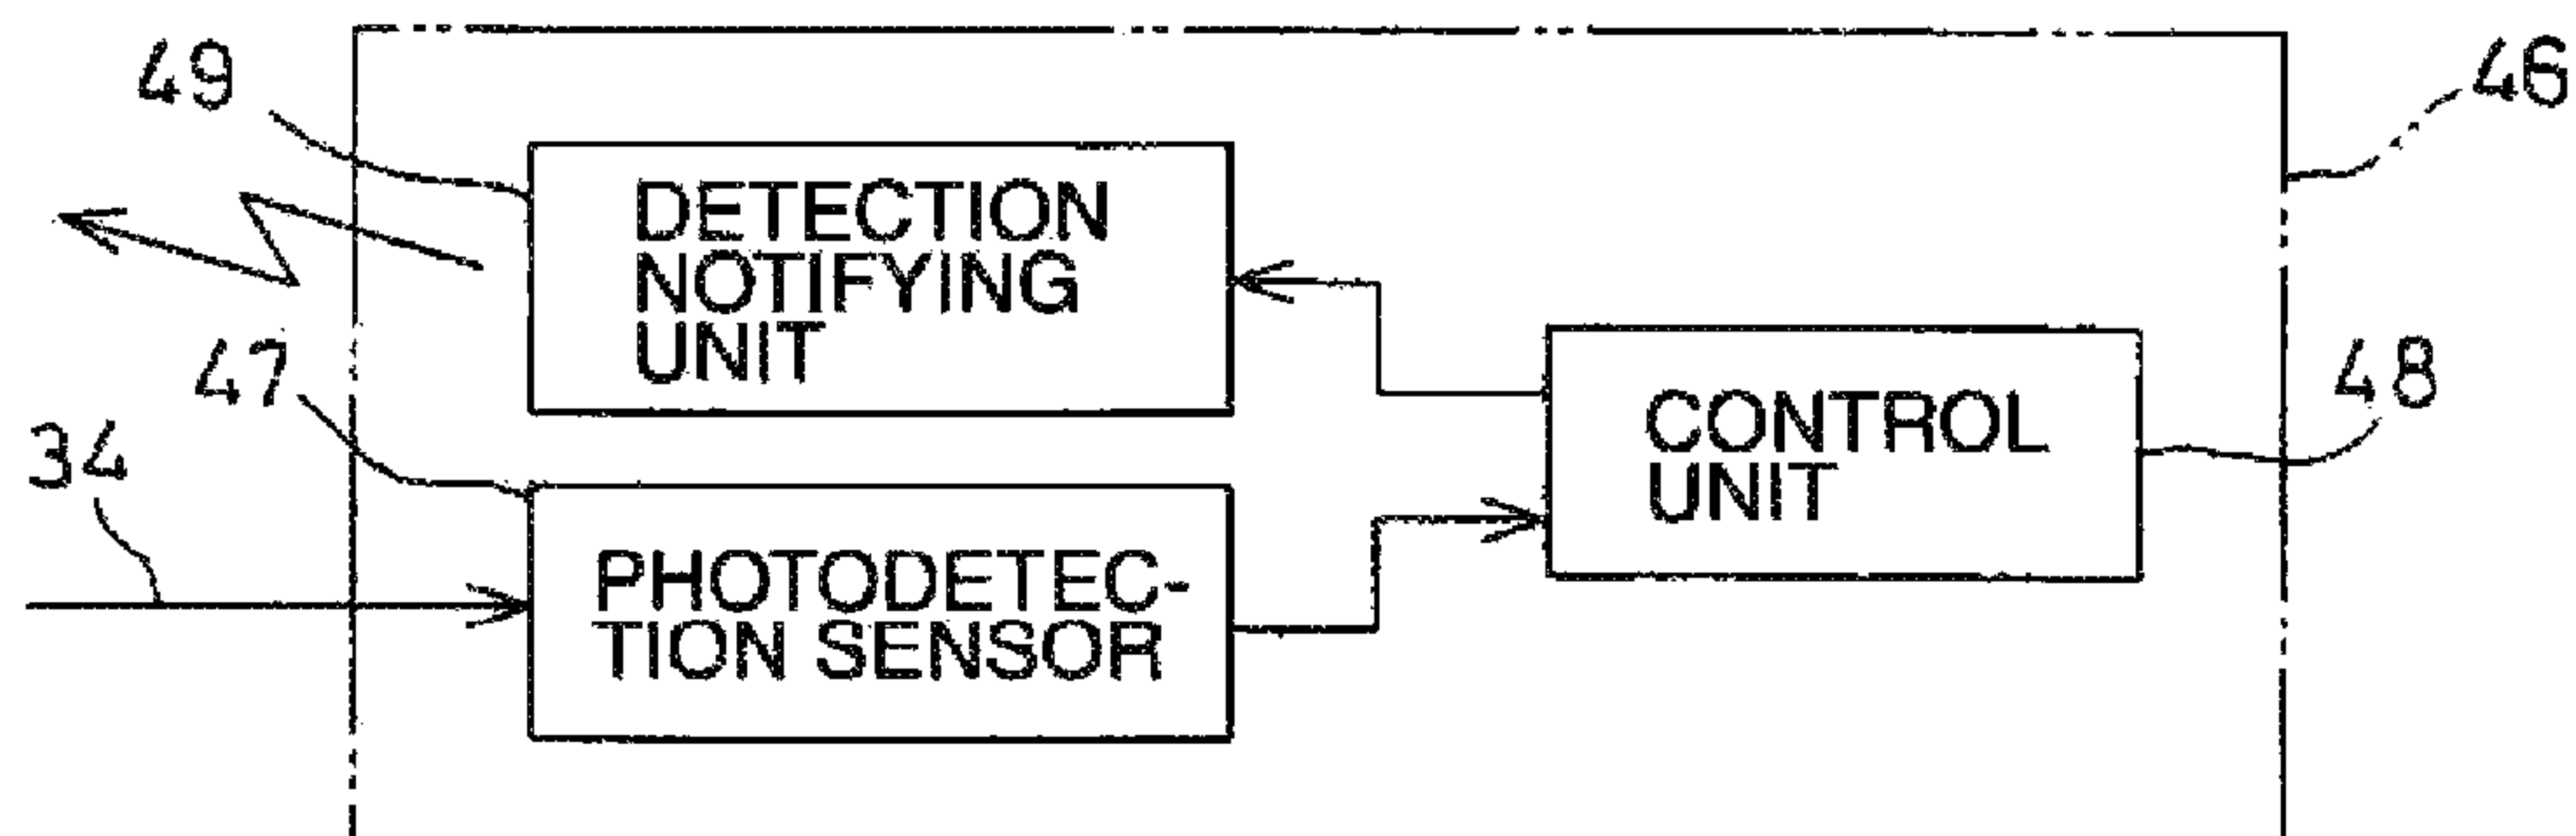 49
46
DETECTION
NOTIFYING
UNIT
47
48
34
CONTROL
UNIT
PHOTODETEC-
TION SENSOR